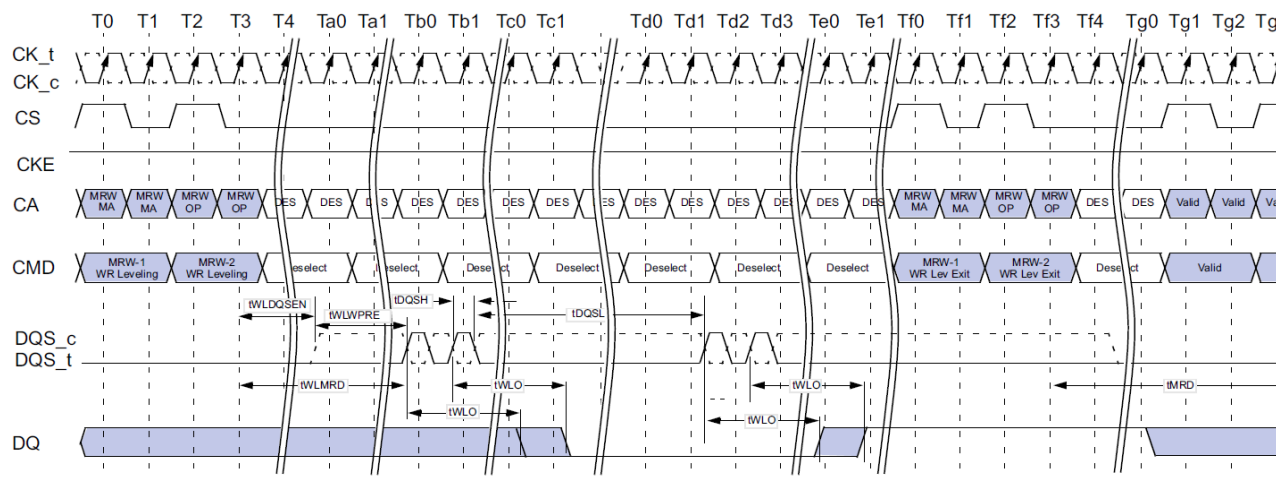 T0 T1 T2 T3 T4 Ta0 Ta1 Tb0 Tb1 Tc0 Tc1 Td0 Td1 Td2 Td3 Te0 Te1 Tf0 Tf1 Tf2 Tf3 Tf4 Tg0 Tg1 Tg2
CK_t
CK_c
CS
CKE
CA
MRW MA
MRW MA
MRW OP
MRW OP
DES DES DES DES DES DES DES DES DES DES DES DES DES DES
MRW MA
MRW MA
MRW OP
MRW OP
DES DES Valid Valid Va
CMD
MRW-1
WR Leveling
MRW-2
WR Leveling
Deselect Deselect Deselect Deselect Deselect Deselect Deselect
MRW-1
WR Lev Exit
MRW-2
WR Lev Exit
Deselect Valid
tDQSH
tWLDQSEN
tWLWPRE
tDQSL
DQS_c
DQS_t
tWLMRD
tWLO
tWLO
tMRD
tWLO
tWLO
DQ